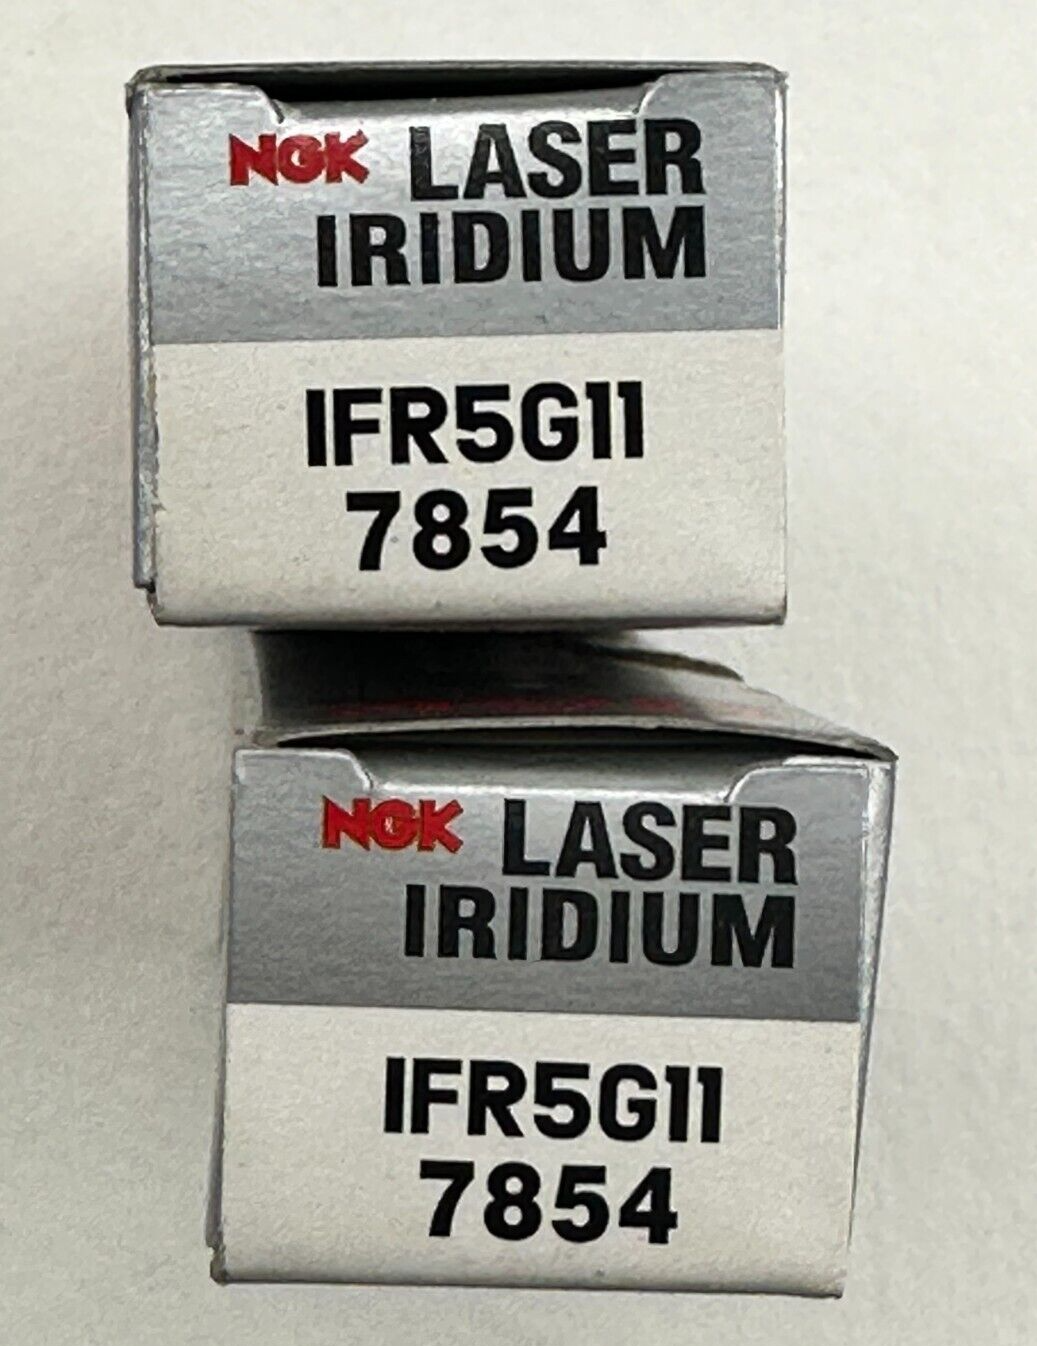 NGK LASER
IRIDIUM
IFR5G11
7854
NGK LASER
IRIDIUM
IFR5G11
7854